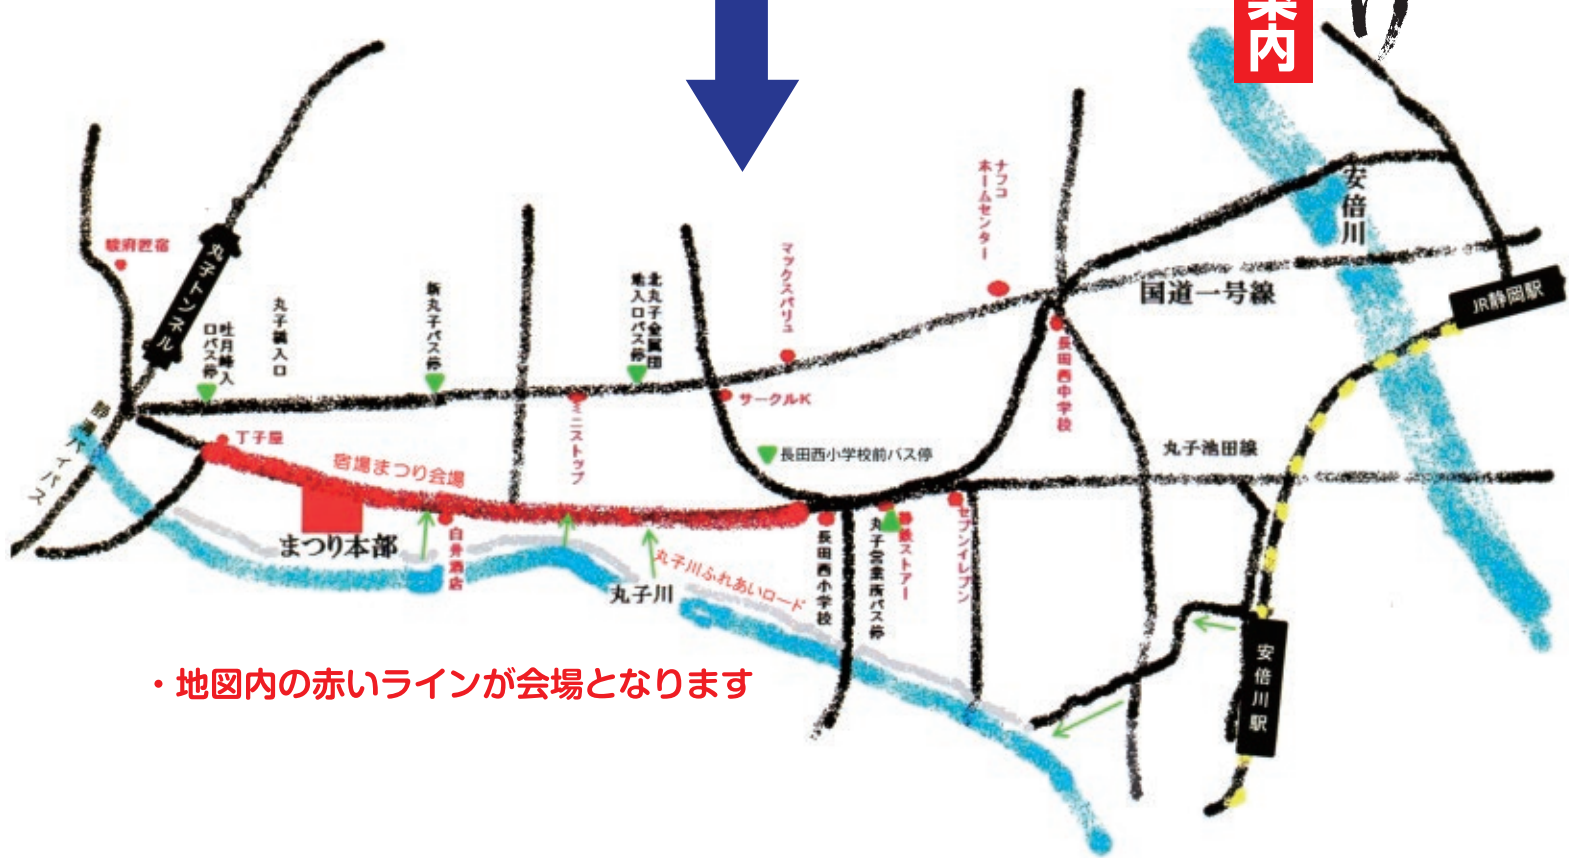 案内
り
安倍川
ナフコ
ホームセンター
国道一号線
JR静岡駅
駿府匠宿
丸子トンネル
吐月峰入
口バス停
丸子橋入口
新丸子バス停
北丸子金属団
地入口バス停
マックスバリュ
サークルK
長田西中学校
ミニストップ
丁子屋
静清バイパス
宿場まつり会場
まつり本部
白井酒店
長田西小学校前バス停
丸子池田線
長田西小学校
丸子営業所バス停
静鉄ストアー
セブンイレブン
丸子川
丸子川ふれあいロード
安倍川駅
・地図内の赤いラインが会場となります